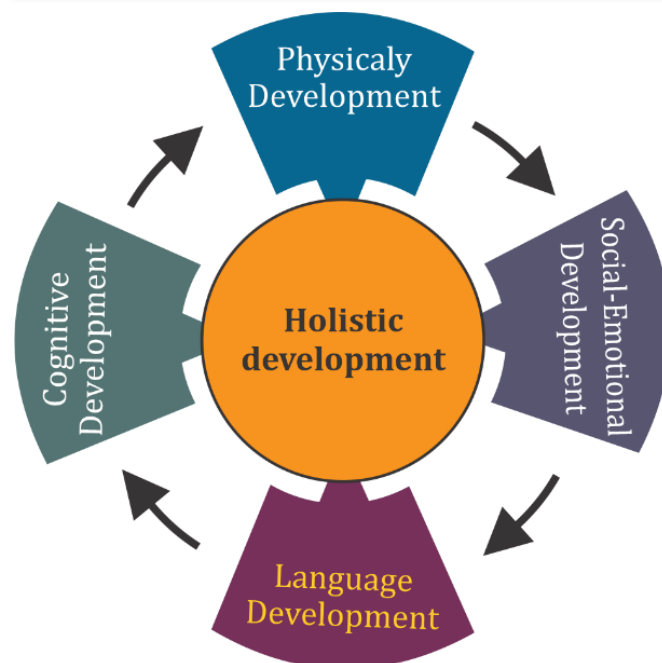 Physicaly
Development
Social-Emotional
Development
Holistic
development
Cognitive
Development
Language
Development